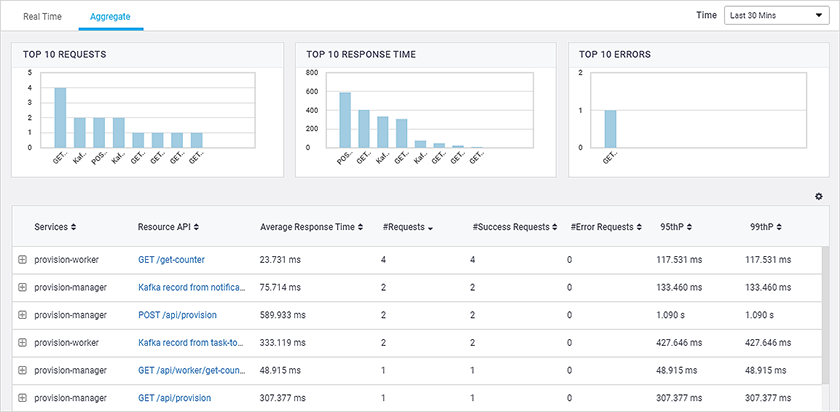 Real Time Aggregate Time Last 30 Mins
TOP 10 REQUESTS
5
4
3
2
1
0
GET.. Kaf.. POS.. Kaf.. GET.. GET.. GET.. GET..
TOP 10 RESPONSE TIME
800
600
400
200
0
POS.. GET.. Kaf.. GET.. Kaf.. GET.. GET.. GET..
TOP 10 ERRORS
2
1
0
GET..
Services Resource API Average Response Time #Requests #Success Requests #Error Requests 95thP 99thP
provision-worker GET /get-counter 23.731 ms 4 4 0 117.531 ms 117.531 ms
provision-manager Kafka record from notifica... 75.714 ms 2 2 0 133.460 ms 133.460 ms
provision-manager POST /api/provision 589.933 ms 2 2 0 1.090 s 1.090 s
provision-worker Kafka record from task-to... 333.119 ms 2 2 0 427.646 ms 427.646 ms
provision-manager GET /api/worker/get-coun... 48.915 ms 1 1 0 48.915 ms 48.915 ms
provision-manager GET /api/provision 307.377 ms 1 1 0 307.377 ms 307.377 ms